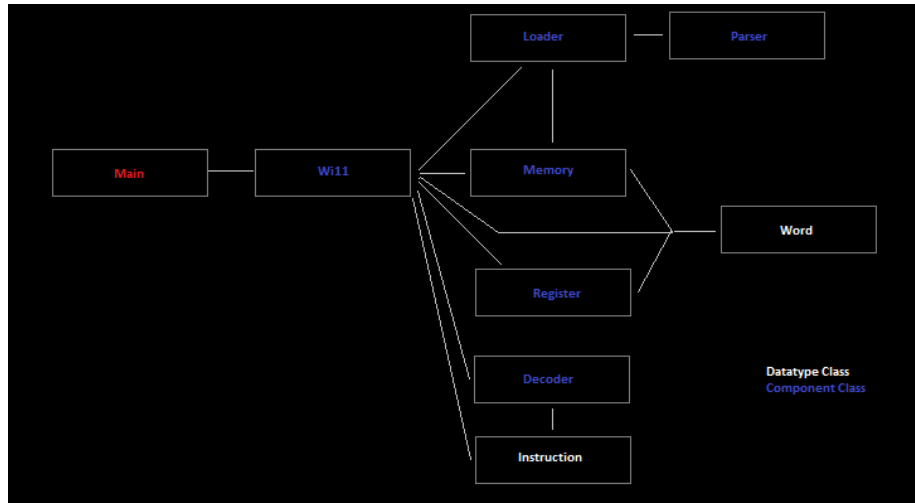 Loader
Parser
Main
Wi11
Memory
Word
Register
Decoder
Datatype Class
Component Class
Instruction